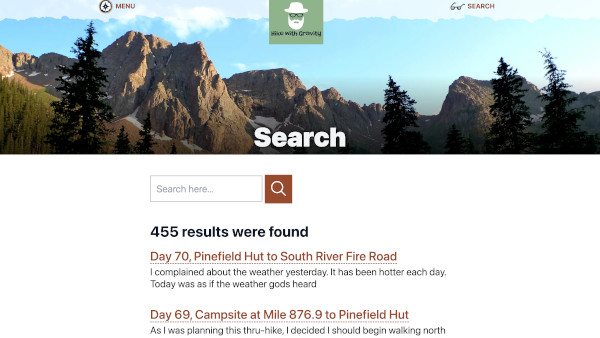 MENU
Hike with Gravity
SEARCH
Search
Search here...
455 results were found
Day 70, Pinefield Hut to South River Fire Road
I complained about the weather yesterday. It has been hotter each day.
Today was as if the weather gods heard
Day 69, Campsite at Mile 876.9 to Pinefield Hut
As I was planning this thru-hike, I decided I should begin walking north